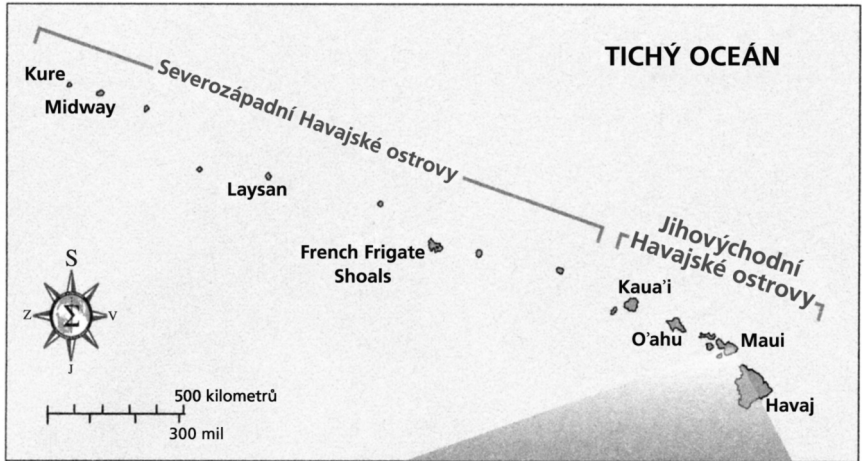 TICHÝ OCEÁN
Severozápadní Havajské ostrovy
Kure
Midway
Laysan
French Frigate
Shoals
Jihovýchodní
Havajské ostrovy
Kaua'i
O'ahu
Maui
Havaj
S
Z
Σ
V
J
500 kilometrů
300 mil